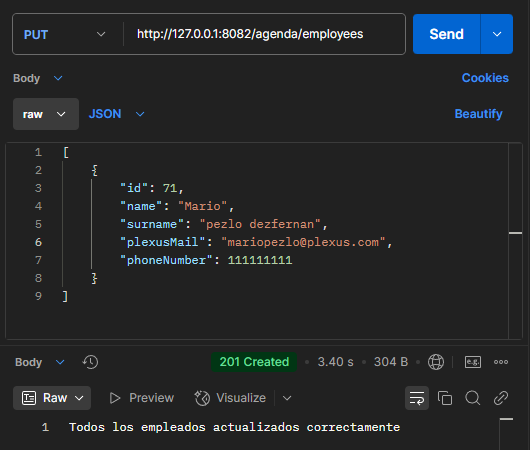 PUT http://127.0.0.1:8082/agenda/employees Send
Body Cookies
raw JSON Beautify
1 [
2 {
3 "id": 71,
4 "name": "Mario",
5 "surname": "pezlo dezfernan",
6 "plexusMail": "mariopezlo@plexus.com",
7 "phoneNumber": 111111111
8 }
9 ]
Body 201 Created • 3.40 s • 304 B e.g.
Raw Preview Visualize
1 Todos los empleados actualizados correctamente